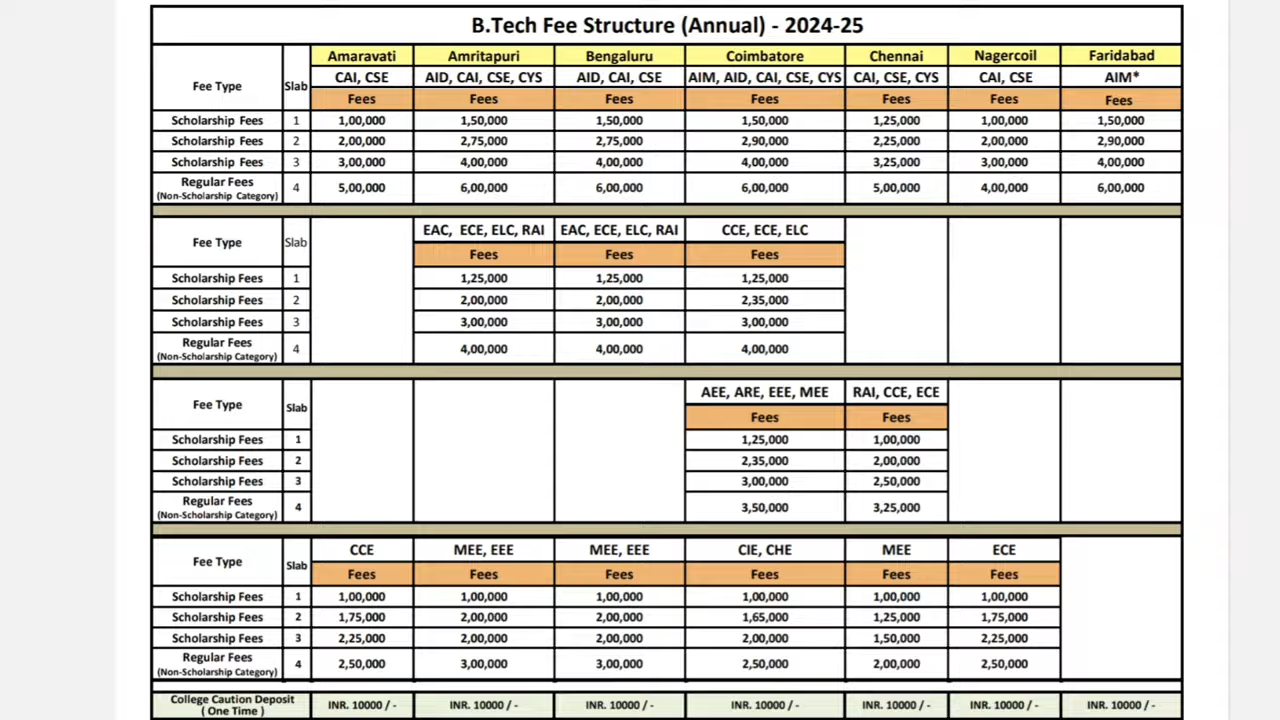 B.Tech Fee Structure (Annual) - 2024-25
Fee Type Slab Amaravati Amritapuri Bengaluru Coimbatore Chennai Nagercoil Faridabad
CAI, CSE AID, CAI, CSE, CYS AID, CAI, CSE AIM, AID, CAI, CSE, CYS CAI, CSE, CYS CAI, CSE AIM*
Fees Fees Fees Fees Fees Fees Fees
Scholarship Fees 1 1,00,000 1,50,000 1,50,000 1,50,000 1,25,000 1,00,000 1,50,000
Scholarship Fees 2 2,00,000 2,75,000 2,75,000 2,90,000 2,25,000 2,00,000 2,90,000
Scholarship Fees 3 3,00,000 4,00,000 4,00,000 4,00,000 3,25,000 3,00,000 4,00,000
Regular Fees
(Non-Scholarship Category) 4 5,00,000 6,00,000 6,00,000 6,00,000 5,00,000 4,00,000 6,00,000
Fee Type Slab EAC, ECE, ELC, RAI EAC, ECE, ELC, RAI CCE, ECE, ELC
Fees Fees Fees
Scholarship Fees 1 1,25,000 1,25,000 1,25,000
Scholarship Fees 2 2,00,000 2,00,000 2,35,000
Scholarship Fees 3 3,00,000 3,00,000 3,00,000
Regular Fees
(Non-Scholarship Category) 4 4,00,000 4,00,000 4,00,000
Fee Type Slab AEE, ARE, EEE, MEE RAI, CCE, ECE
Fees Fees
Scholarship Fees 1 1,25,000 1,00,000
Scholarship Fees 2 2,35,000 2,00,000
Scholarship Fees 3 3,00,000 2,50,000
Regular Fees
(Non-Scholarship Category) 4 3,50,000 3,25,000
Fee Type Slab CCE MEE, EEE MEE, EEE CIE, CHE MEE ECE
Fees Fees Fees Fees Fees Fees
Scholarship Fees 1 1,00,000 1,00,000 1,00,000 1,00,000 1,00,000 1,00,000
Scholarship Fees 2 1,75,000 2,00,000 2,00,000 1,65,000 1,25,000 1,75,000
Scholarship Fees 3 2,25,000 2,00,000 2,00,000 2,00,000 1,50,000 2,25,000
Regular Fees
(Non-Scholarship Category) 4 2,50,000 3,00,000 3,00,000 2,50,000 2,00,000 2,50,000
College Caution Deposit
( One Time ) INR. 10000 / - INR. 10000 / - INR. 10000 / - INR. 10000 / - INR. 10000 / - INR. 10000 / - INR. 10000 / -